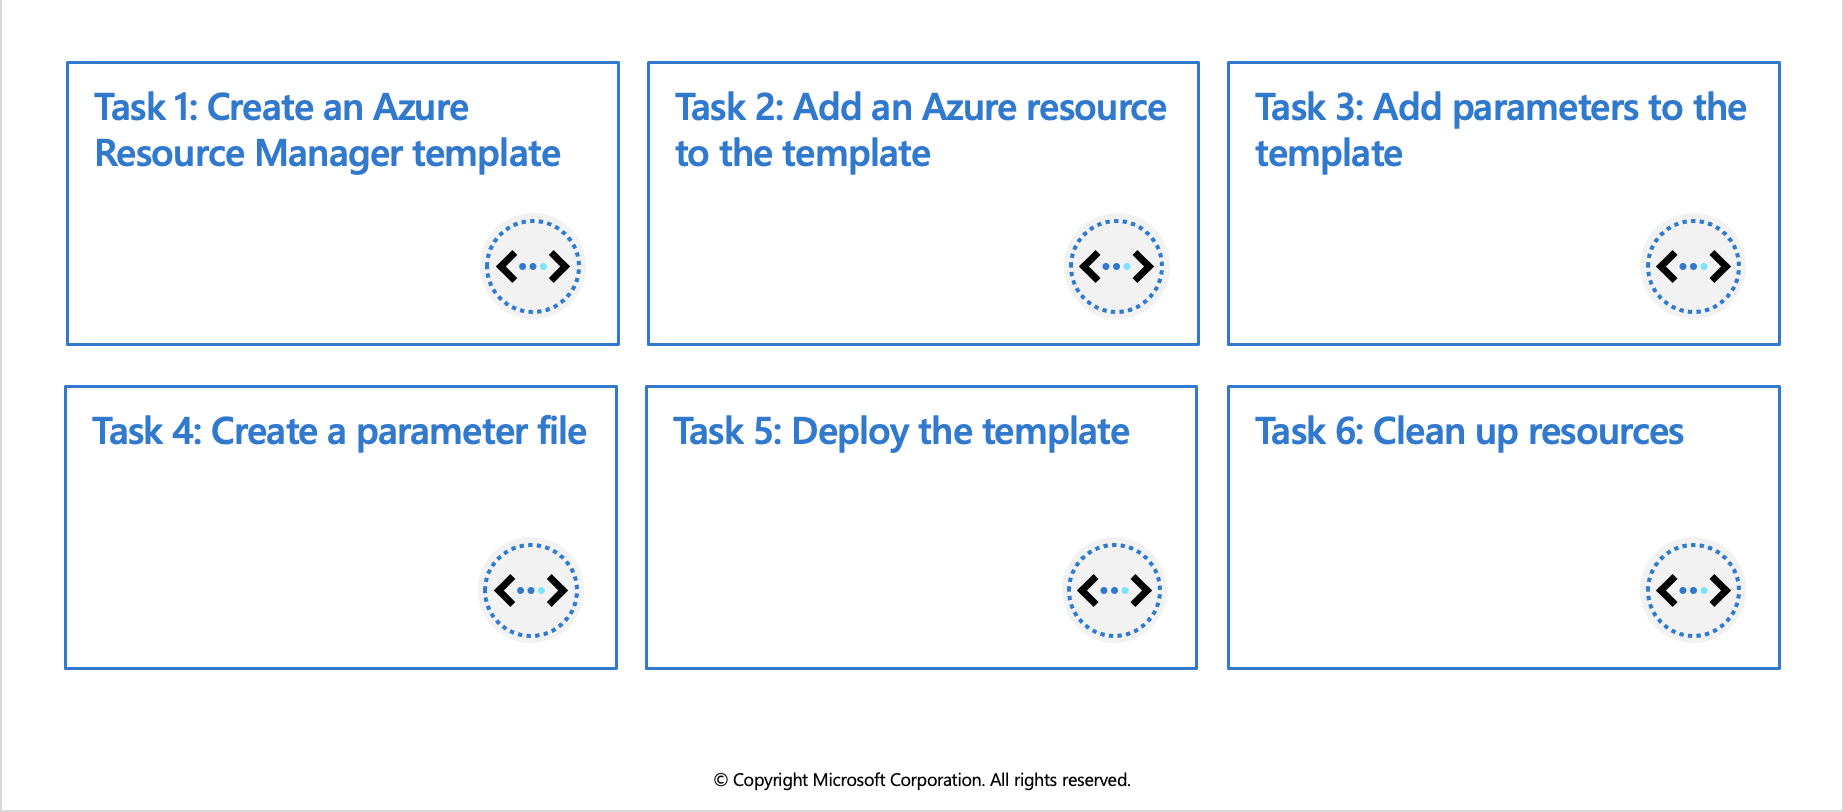 Task 1: Create an Azure
Resource Manager template
Task 2: Add an Azure resource
to the template
Task 3: Add parameters to the
template
Task 4: Create a parameter file
Task 5: Deploy the template
Task 6: Clean up resources
© Copyright Microsoft Corporation. All rights reserved.